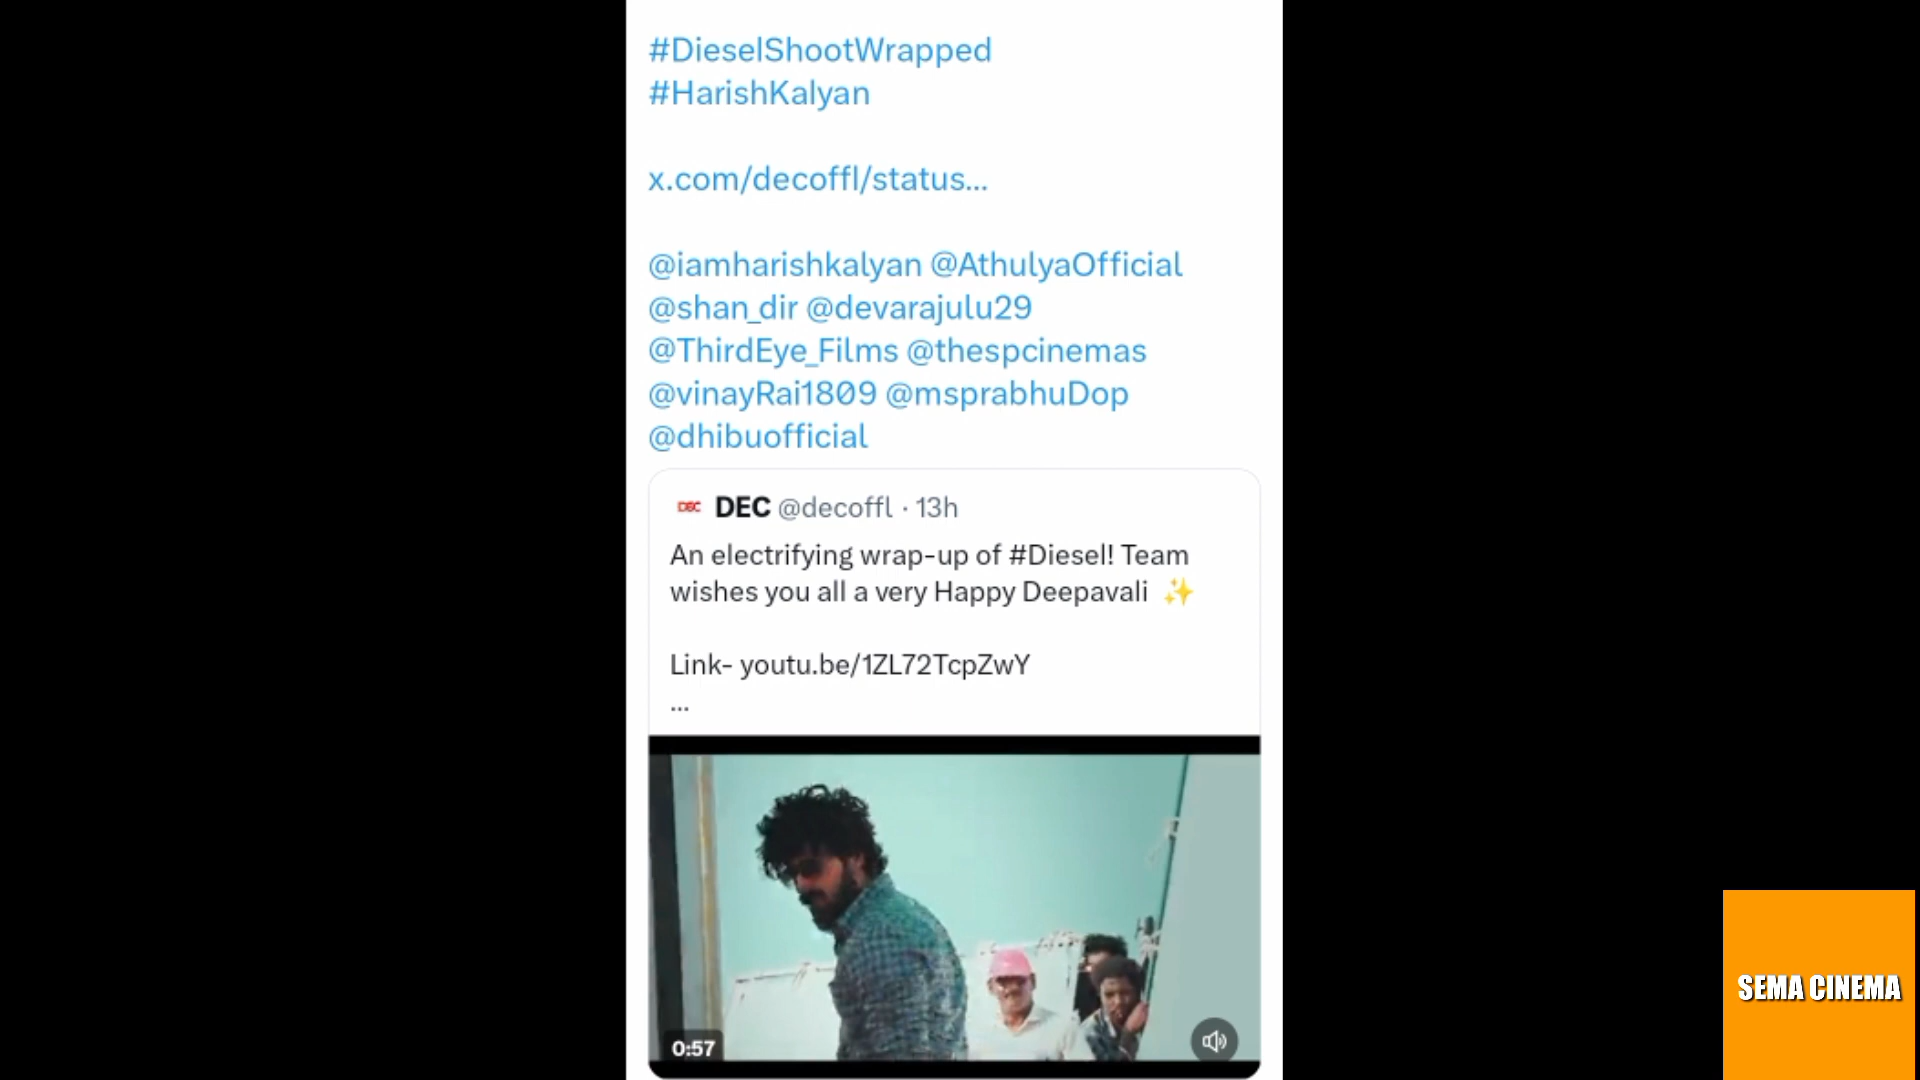 #DieselShootWrapped
#HarishKalyan
x.com/decoffl/status...
@iamharishkalyan @AthulyaOfficial
@shan_dir @devarajulu29
@ThirdEye_Films @thespcinemas
@vinayRai1809 @msprabhuDop
@dhibuofficial
DEC DEC @decoffl · 13h
An electrifying wrap-up of #Diesel! Team
wishes you all a very Happy Deepavali ✨
Link- youtu.be/1ZL72TcpZwY
...
0:57
SEMA CINEMA